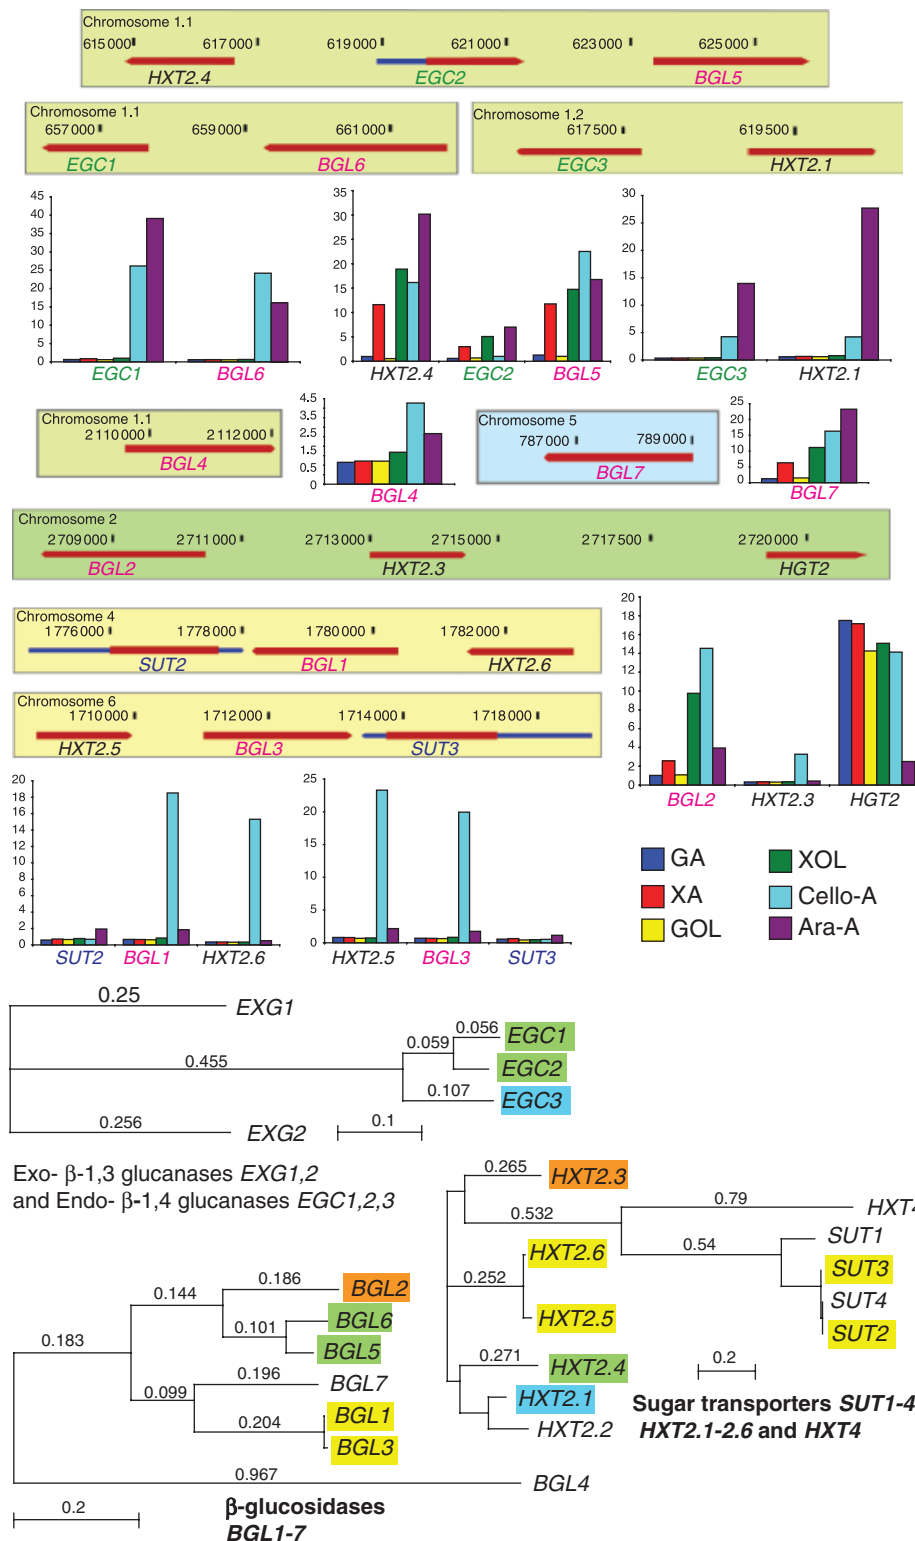 Chromosome 1.1
615 000 617 000 619 000 621 000 623 000 625 000
HXT2.4 EGC2 BGL5
Chromosome 1.1
657 000 659 000 661 000
EGC1 BGL6
Chromosome 1.2
617 500 619 500
EGC3 HXT2.1
45
40
35
30
25
20
15
10
5
0
EGC1 BGL6
35
30
25
20
15
10
5
0
HXT2.4 EGC2 BGL5
30
20
10
0
EGC3 HXT2.1
Chromosome 1.1
2 110 000 2 112 000
BGL4
4.5
3.5
2.5
1.5
0.5
0
BGL4
Chromosome 5
787 000 789 000
BGL7
25
20
15
10
5
0
BGL7
Chromosome 2
2 709 000 2 711 000 2 713 000 2 715 000 2 717 500 2 720 000
BGL2 HXT2.3 HGT2
Chromosome 4
1 776 000 1 778 000 1 780 000 1 782 000
SUT2 BGL1 HXT2.6
Chromosome 6
1 710 000 1 712 000 1 714 000 1 718 000
HXT2.5 BGL3 SUT3
20
18
16
14
12
10
8
6
4
2
0
BGL2 HXT2.3 HGT2
20
18
16
14
12
10
8
6
4
2
0
SUT2 BGL1 HXT2.6
25
20
15
10
5
0
HXT2.5 BGL3 SUT3
GA XOL
XA Cello-A
GOL Ara-A
0.25 EXG1
0.056 EGC1
0.059
0.455 EGC2
0.107 EGC3
0.256 EXG2
0.1
Exo- β-1,3 glucanases EXG1,2
and Endo- β-1,4 glucanases EGC1,2,3
0.265 HXT2.3
0.79 HXT4
0.532
SUT1
0.54
HXT2.6
SUT3
0.252
SUT4
HXT2.5
SUT2
0.271 HXT2.4
0.2
HXT2.1
HXT2.2
Sugar transporters SUT1-4
HXT2.1-2.6 and HXT4
0.186 BGL2
0.144
BGL6
0.101
BGL5
0.183
0.196 BGL7
0.099
BGL1
0.204
BGL3
0.967 BGL4
0.2
β-glucosidases
BGL1-7